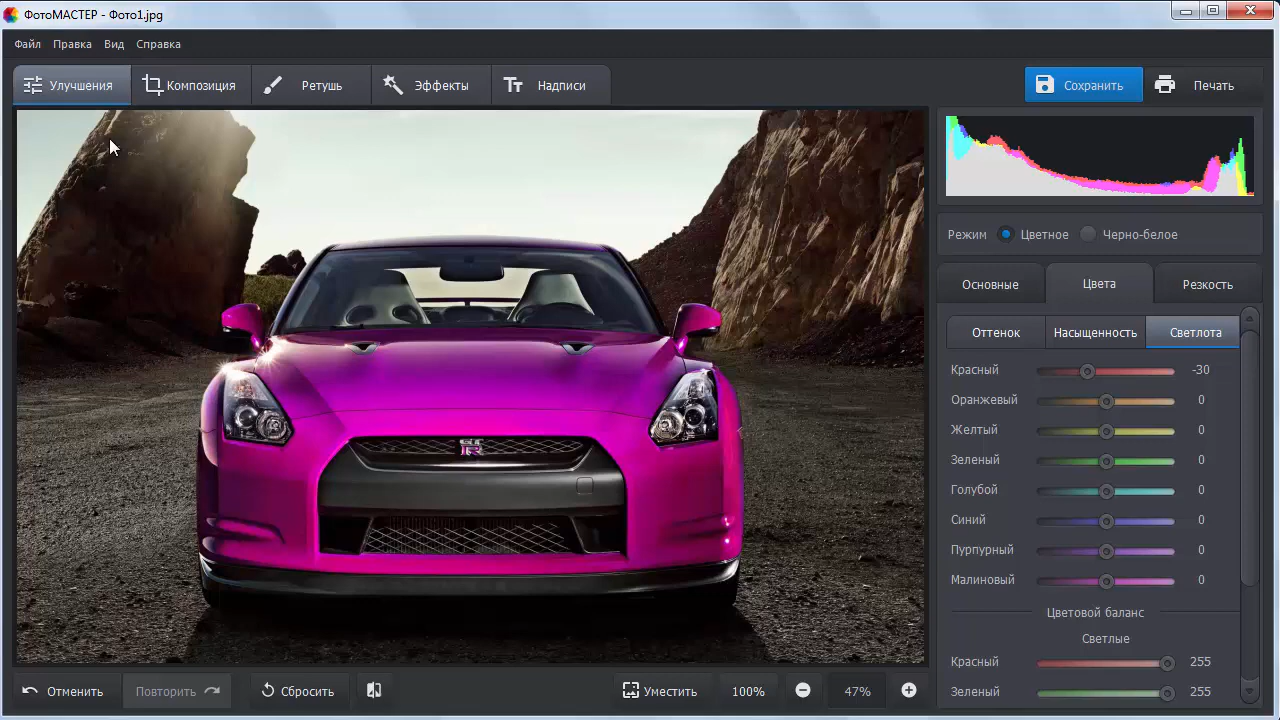 ФотоМАСТЕР - Фото1.jpg
Файл Правка Вид Справка
Улучшения Композиция Ретушь Эффекты Надписи Сохранить Печать
Режим Цветное Черно-белое
Основные Цвета Резкость
Оттенок Насыщенность Светлота
Красный -30
Оранжевый 0
Желтый 0
Зеленый 0
Голубой 0
Синий 0
Пурпурный 0
Малиновый 0
Цветовой баланс
Светлые
Красный 255
Зеленый 255
GT
R
Отменить Повторить Сбросить Уместить 100% 47%